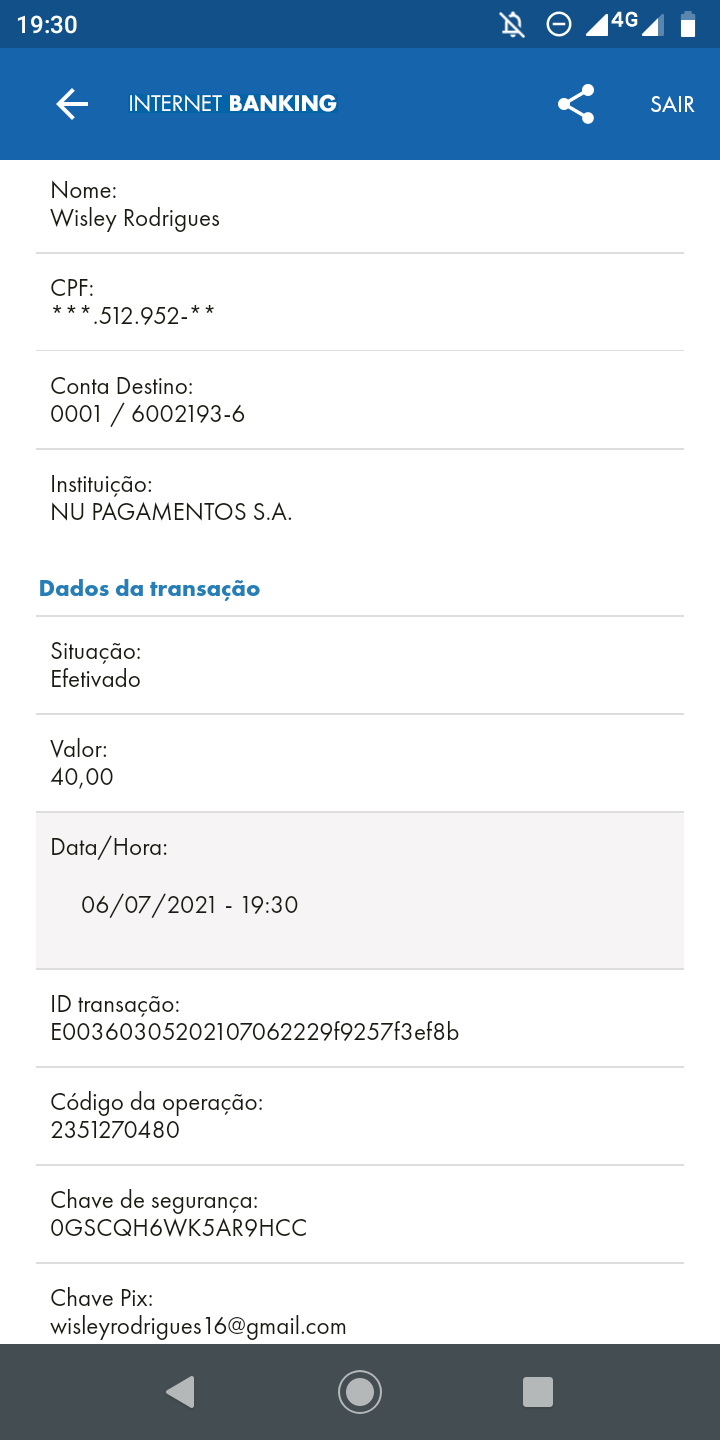 19:30
4G
INTERNET BANKING
SAIR
Nome:
Wisley Rodrigues
CPF:
***.512.952-**
Conta Destino:
0001 / 6002193-6
Instituição:
NU PAGAMENTOS S.A.
Dados da transação
Situação:
Efetivado
Valor:
40,00
Data/Hora:
06/07/2021 - 19:30
ID transação:
E00360305202107062229f9257f3ef8b
Código da operação:
2351270480
Chave de segurança:
0GSCQH6WK5AR9HCC
Chave Pix:
wisleyrodrigues16@gmail.com